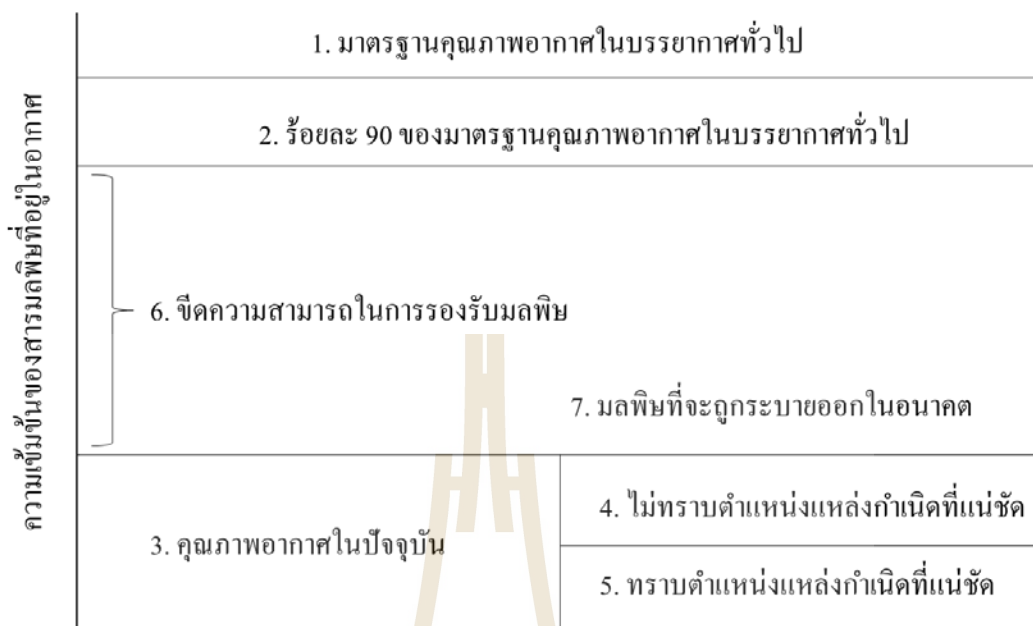 1. มาตรฐานคุณภาพอากาศในบรรยากาศทั่วไป
2. ร้อยละ 90 ของมาตรฐานคุณภาพอากาศในบรรยากาศทั่วไป
ความเข้มข้นของสารมลพิษที่อยู่ในอากาศ
6. ขีดความสามารถในการรองรับมลพิษ
7. มลพิษที่จะถูกระบายออกในอนาคต
3. คุณภาพอากาศในปัจจุบัน
4. ไม่ทราบตำแหน่งแหล่งกำเนิดที่แน่ชัด
5. ทราบตำแหน่งแหล่งกำเนิดที่แน่ชัด